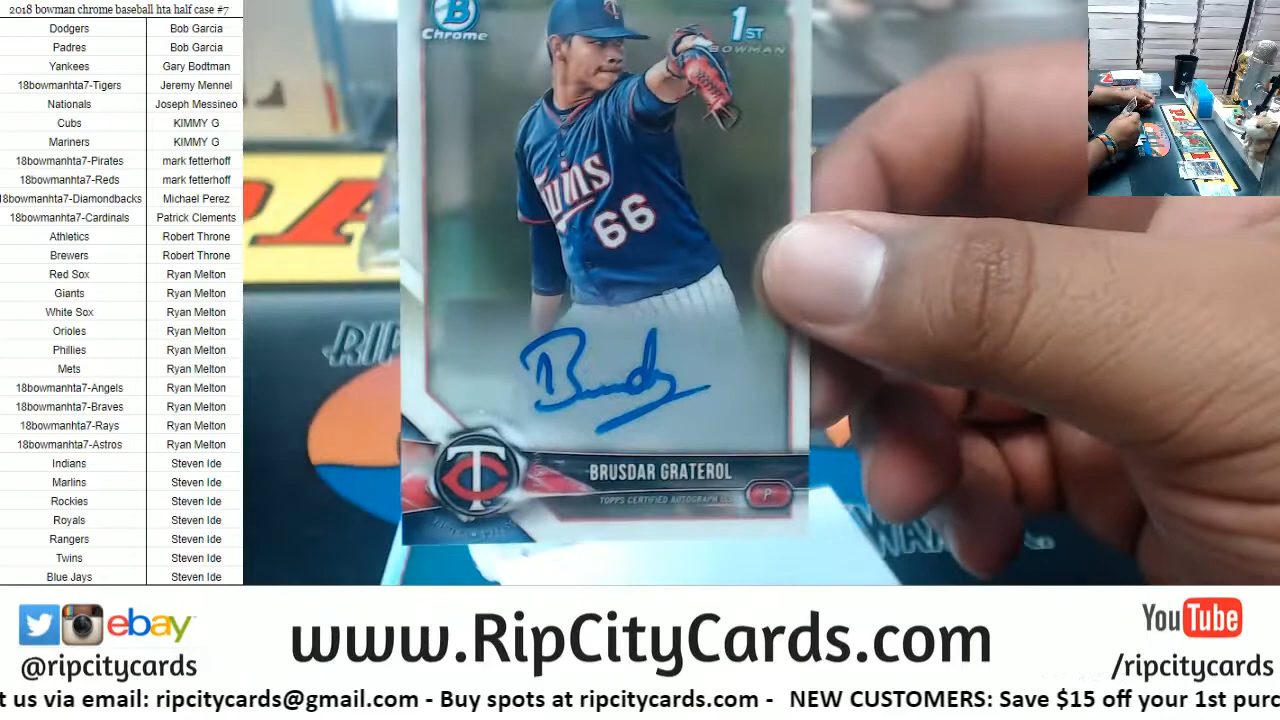 2018 bowman chrome baseball hta half case #7
Dodgers Bob Garcia
Padres Bob Garcia
Yankees Gary Bodtman
18bowmanhta7-Tigers Jeremy Mennel
Nationals Joseph Messineo
Cubs KIMMY G
Mariners KIMMY G
18bowmanhta7-Pirates mark fetterhoff
18bowmanhta7-Reds mark fetterhoff
18bowmanhta7-Diamondbacks Michael Perez
18bowmanhta7-Cardinals Patrick Clements
Athletics Robert Throne
Brewers Robert Throne
Red Sox Ryan Melton
Giants Ryan Melton
White Sox Ryan Melton
Orioles Ryan Melton
Phillies Ryan Melton
Mets Ryan Melton
18bowmanhta7-Angels Ryan Melton
18bowmanhta7-Braves Ryan Melton
18bowmanhta7-Rays Ryan Melton
18bowmanhta7-Astros Ryan Melton
Indians Steven Ide
Marlins Steven Ide
Rockies Steven Ide
Royals Steven Ide
Rangers Steven Ide
Twins Steven Ide
Blue Jays Steven Ide
B
Chrome
1ST
BOWMAN
Twins
66
Brusdar
TC
BRUSDAR GRATEROL
TOPPS CERTIFIED AUTOGRAPH
P
RIP
ebay
@ripcitycards
www.RipCityCards.com
YouTube
/ripcitycards
t us via email: ripcitycards@gmail.com - Buy spots at ripcitycards.com - NEW CUSTOMERS: Save $15 off your 1st purc